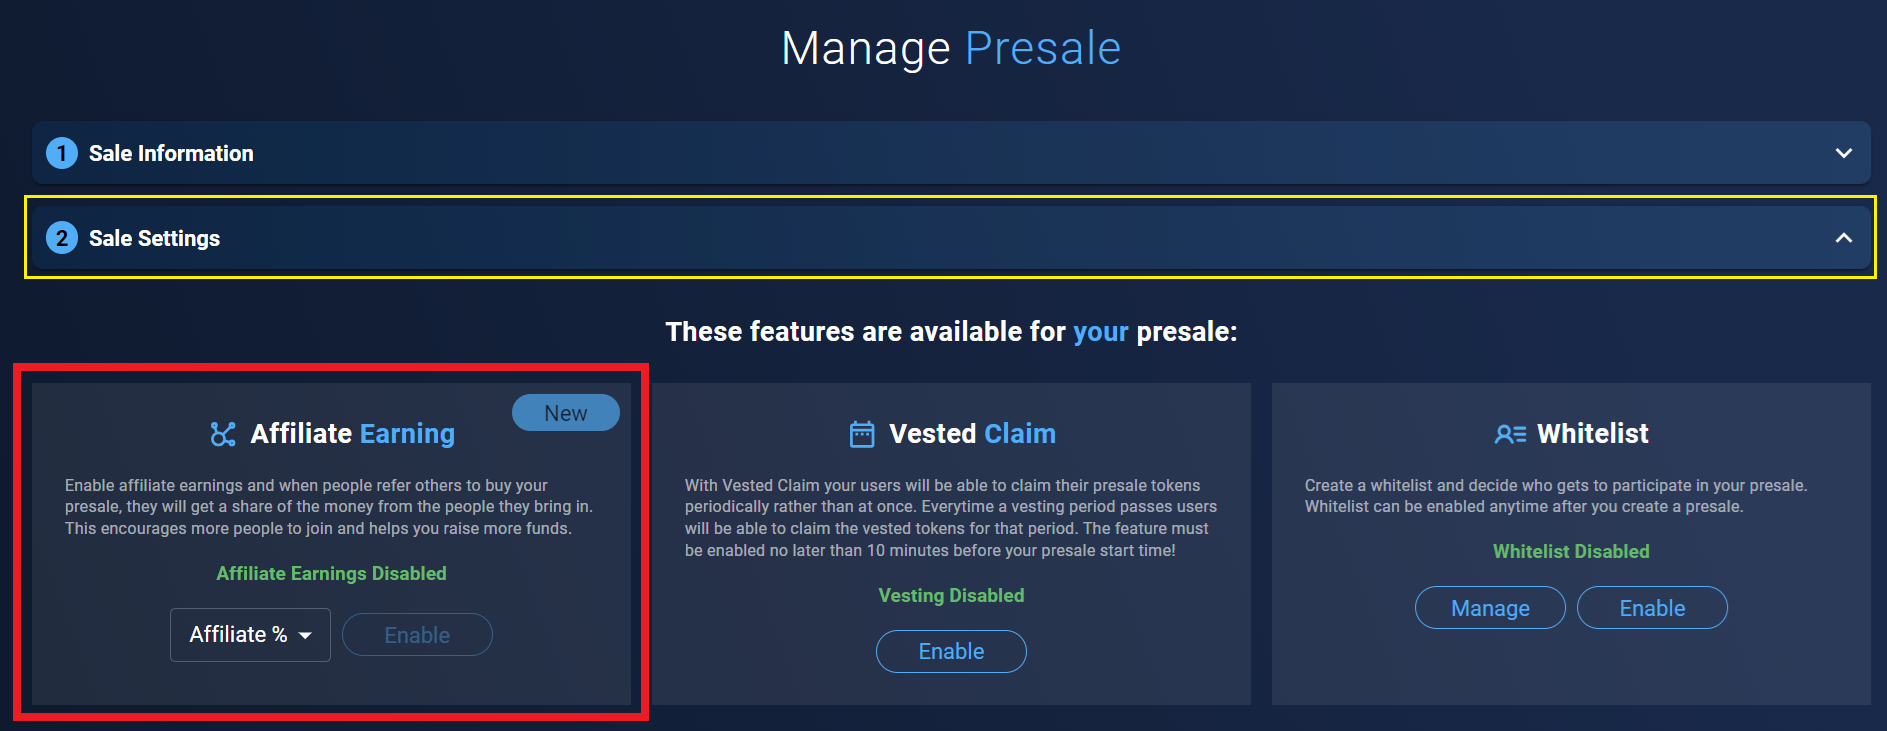 Manage Presale
1 Sale Information
2 Sale Settings
These features are available for your presale:
New
Affiliate Earning
Enable affiliate earnings and when people refer others to buy your
presale, they will get a share of the money from the people they bring in.
This encourages more people to join and helps you raise more funds.
Affiliate Earnings Disabled
Affiliate %
Enable
Vested Claim
With Vested Claim your users will be able to claim their presale tokens
periodically rather than at once. Everytime a vesting period passes users
will be able to claim the vested tokens for that period. The feature must
be enabled no later than 10 minutes before your presale start time!
Vesting Disabled
Enable
Whitelist
Create a whitelist and decide who gets to participate in your presale.
Whitelist can be enabled anytime after you create a presale.
Whitelist Disabled
Manage
Enable